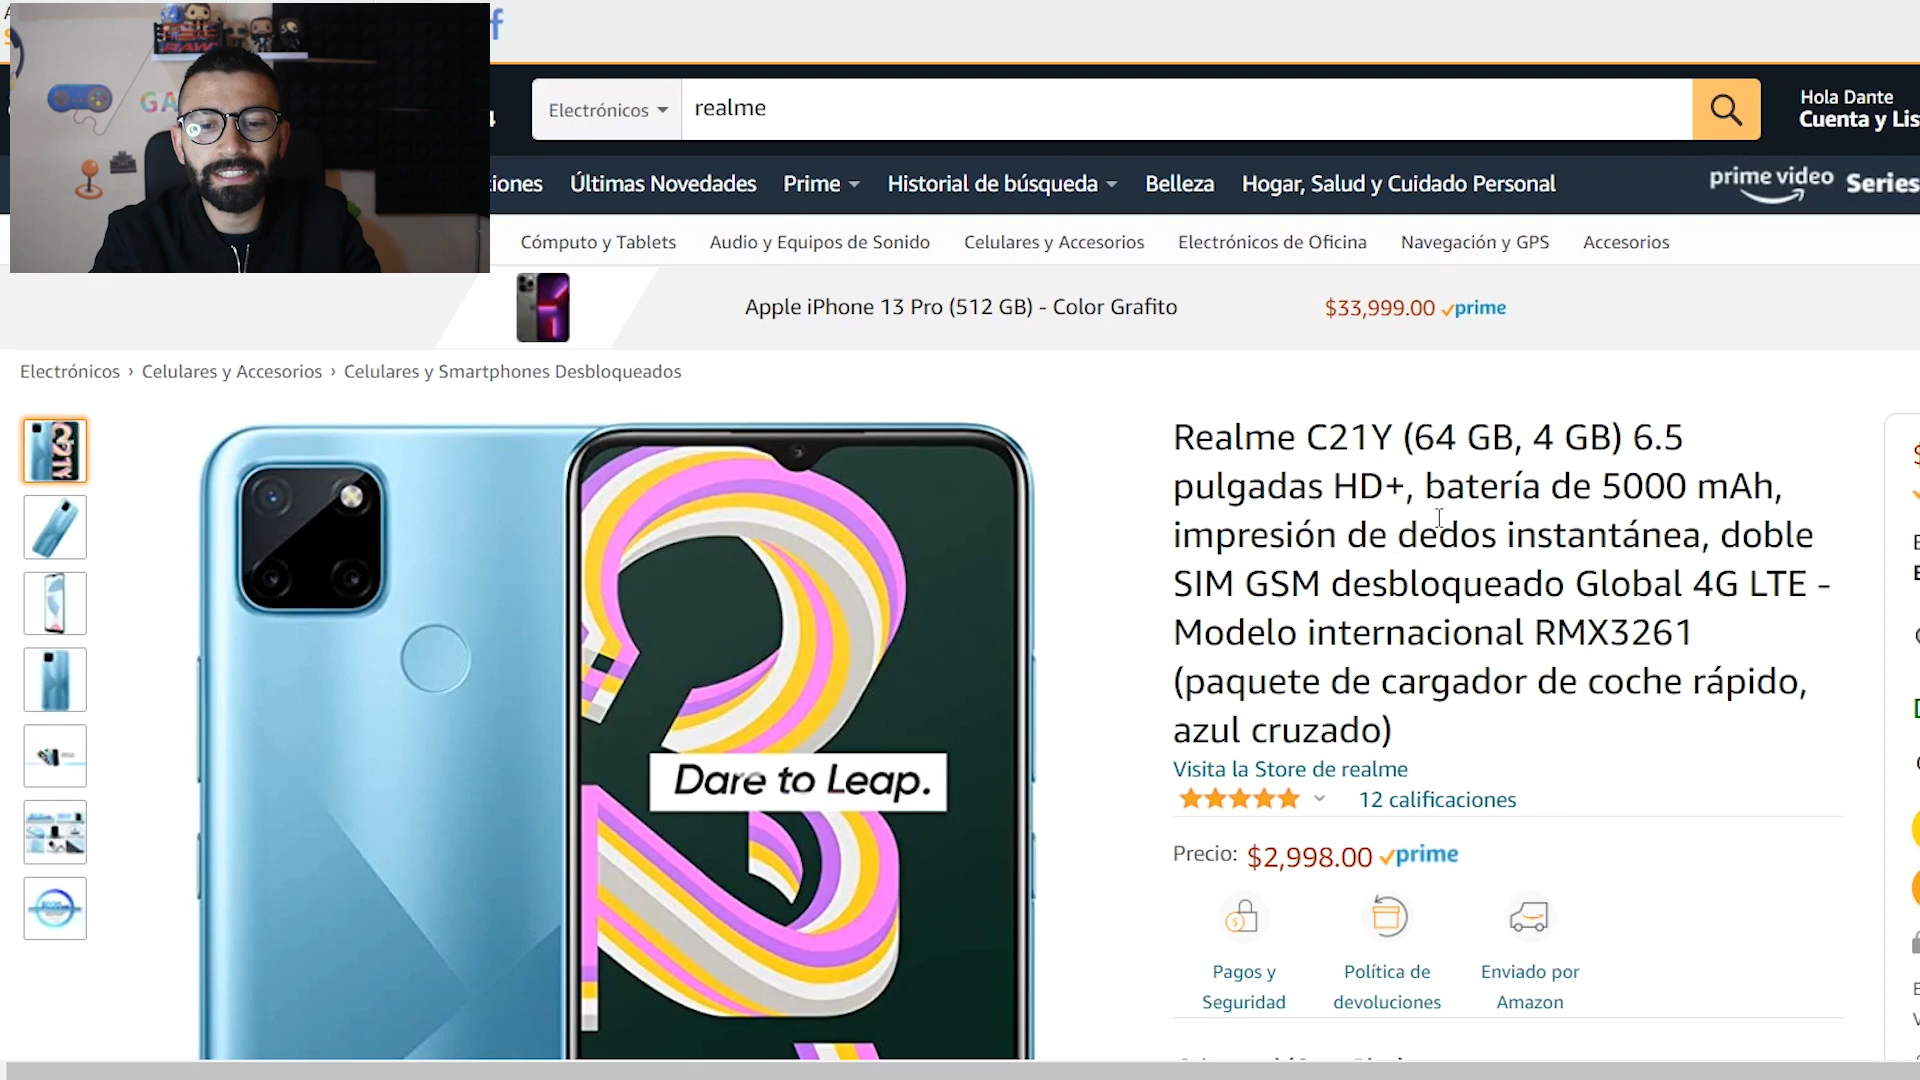 f
GA
RAW
Electrónicos
realme
Hola Dante
Cuenta y Lis
iones
Últimas Novedades
Prime
Historial de búsqueda
Belleza
Hogar, Salud y Cuidado Personal
prime video
Series
Cómputo y Tablets
Audio y Equipos de Sonido
Celulares y Accesorios
Electrónicos de Oficina
Navegación y GPS
Accesorios
Apple iPhone 13 Pro (512 GB) - Color Grafito
$33,999.00 prime
Electrónicos › Celulares y Accesorios › Celulares y Smartphones Desbloqueados
Realme C21Y (64 GB, 4 GB) 6.5
pulgadas HD+, batería de 5000 mAh,
impresión de dedos instantánea, doble
SIM GSM desbloqueado Global 4G LTE -
Modelo internacional RMX3261
(paquete de cargador de coche rápido,
azul cruzado)
Visita la Store de realme
12 calificaciones
Dare to Leap.
Precio: $2,998.00 prime
Pagos y
Seguridad
Política de
devoluciones
Enviado por
Amazon